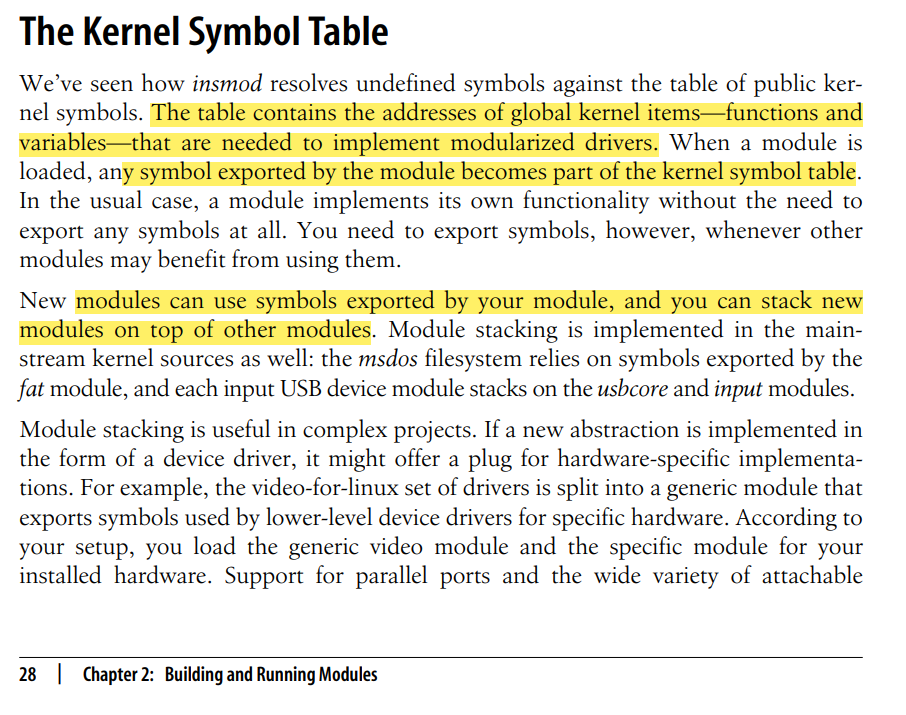 The Kernel Symbol Table
We’ve seen how insmod resolves undefined symbols against the table of public ker-
nel symbols. The table contains the addresses of global kernel items—functions and
variables—that are needed to implement modularized drivers. When a module is
loaded, any symbol exported by the module becomes part of the kernel symbol table.
In the usual case, a module implements its own functionality without the need to
export any symbols at all. You need to export symbols, however, whenever other
modules may benefit from using them.
New modules can use symbols exported by your module, and you can stack new
modules on top of other modules. Module stacking is implemented in the main-
stream kernel sources as well: the msdos filesystem relies on symbols exported by the
fat module, and each input USB device module stacks on the usbcore and input modules.
Module stacking is useful in complex projects. If a new abstraction is implemented in
the form of a device driver, it might offer a plug for hardware-specific implementa-
tions. For example, the video-for-linux set of drivers is split into a generic module that
exports symbols used by lower-level device drivers for specific hardware. According to
your setup, you load the generic video module and the specific module for your
installed hardware. Support for parallel ports and the wide variety of attachable
28 | Chapter 2: Building and Running Modules